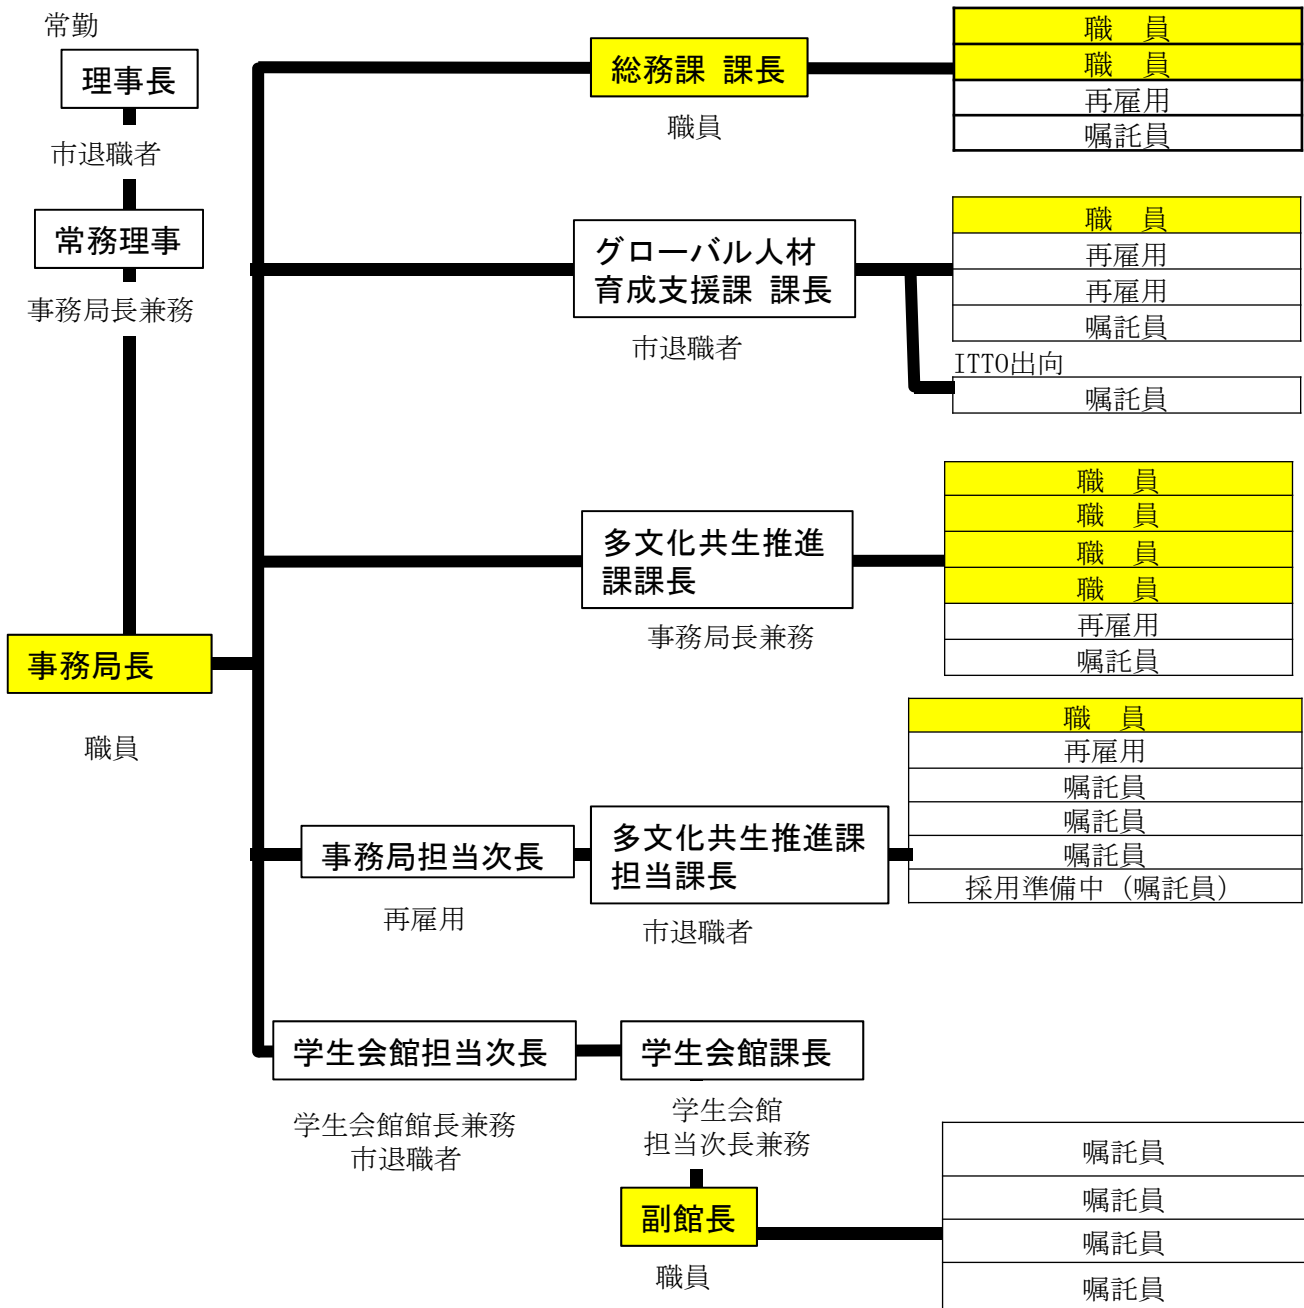 常勤
理事長
市退職者
常務理事
事務局長兼務
事務局長
職員
総務課 課長
職員
職　員
職　員
再雇用
嘱託員
グローバル人材
育成支援課 課長
市退職者
職　員
再雇用
再雇用
嘱託員
ITTO出向
嘱託員
多文化共生推進
課課長
事務局長兼務
職　員
職　員
職　員
職　員
再雇用
嘱託員
事務局担当次長
再雇用
多文化共生推進課
担当課長
市退職者
職　員
再雇用
嘱託員
嘱託員
嘱託員
採用準備中（嘱託員）
学生会館担当次長
学生会館館長兼務
市退職者
学生会館課長
学生会館
担当次長兼務
副館長
職員
嘱託員
嘱託員
嘱託員
嘱託員